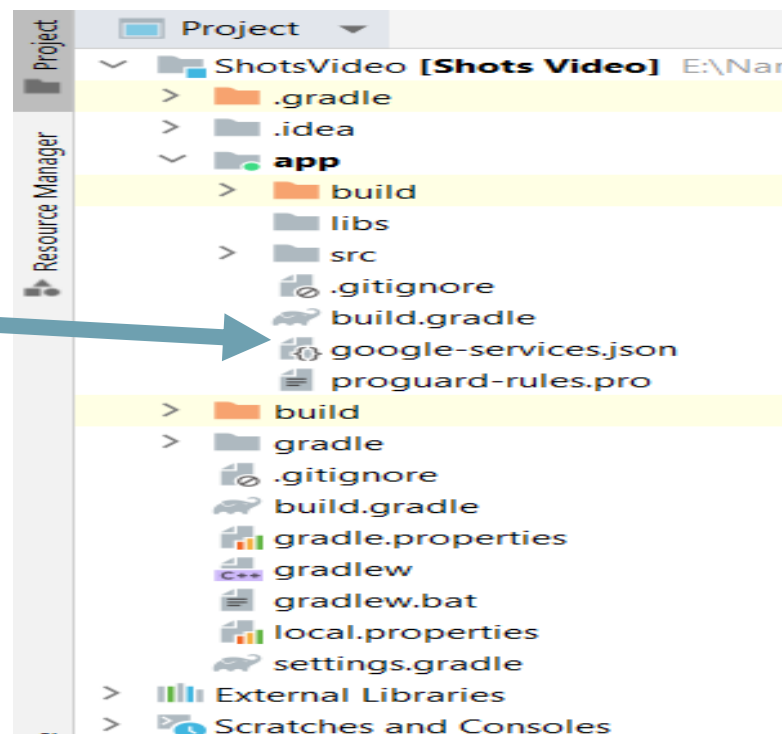 Project
Project
Resource Manager
ShotsVideo [Shots Video] E:\Nar
.gradle
.idea
app
build
libs
src
.gitignore
build.gradle
google-services.json
proguard-rules.pro
build
gradle
.gitignore
build.gradle
gradle.properties
C++ gradlew
gradlew.bat
local.properties
settings.gradle
External Libraries
Scratches and Consoles